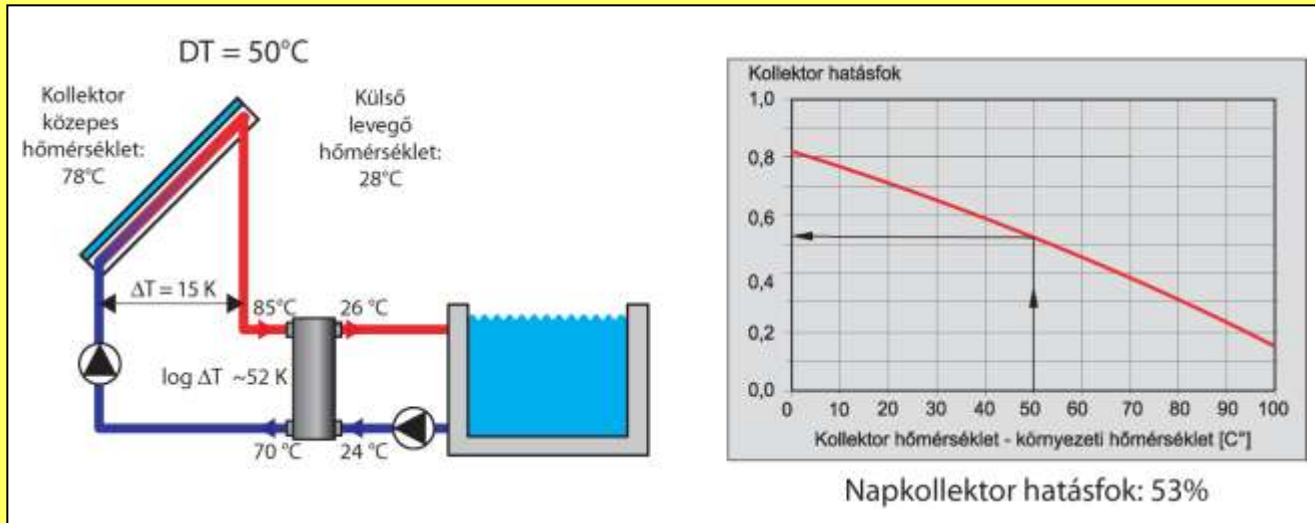 DT = 50°C
Kollektor
közepes
hőmérséklet:
78°C
Külső
levegő
hőmérséklet:
28°C
ΔT = 15 K
85°C
26 °C
log ΔT ~52 K
70 °C
24 °C
Kollektor hatásfok
1,0
0,8
0,6
0,4
0,2
0,0
0 10 20 30 40 50 60 70 80 90 100
Kollektor hőmérséklet - környezeti hőmérséklet [C°]
Napkollektor hatásfok: 53%